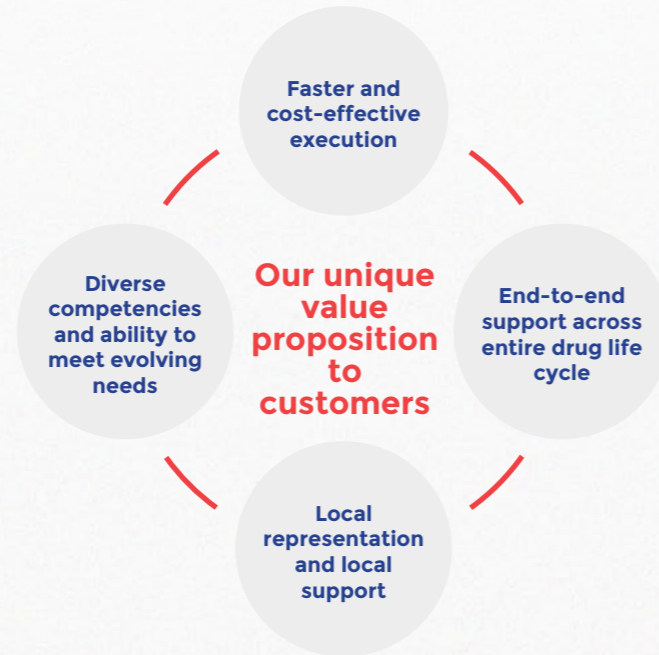 Faster and
cost-effective
execution
Diverse
competencies
and ability to
meet evolving
needs
Our unique
value
proposition
to
customers
End-to-end
support across
entire drug life
cycle
Local
representation
and local
support